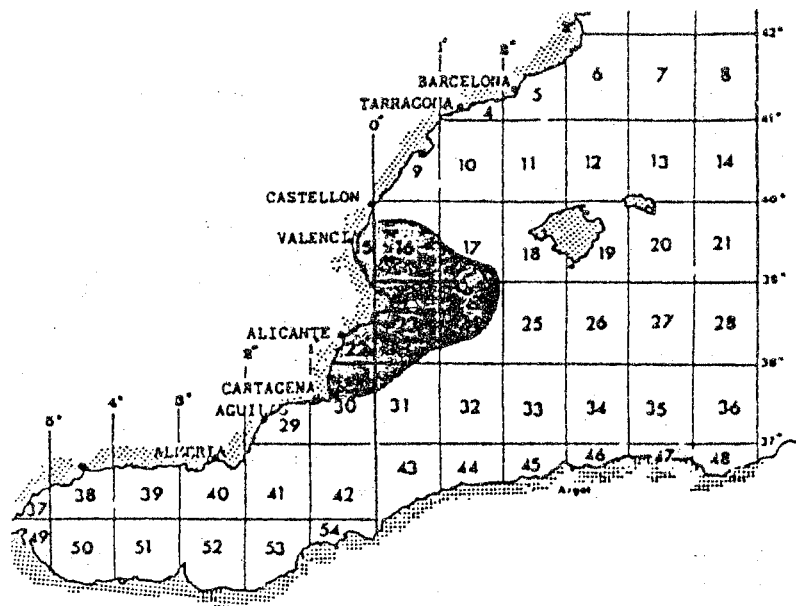 42°
6 7 8
1° 2°
BARCELONA
5
TARRAGONA
4
41°
0°
9 10 11 12 13 14
CASTELLON
40°
VALENCIA
16 17 18 19 20 21
ALICANTE
22 25 26 27 28
2° 1°
38°
CARTAGENA
AGUILAS
29 30 31 32 33 34 35 36
5° 4° 3°
37°
ALMERIA
43 44 45 46 47 48
Argel
37 38 39 40 41 42
49 50 51 52 53 54